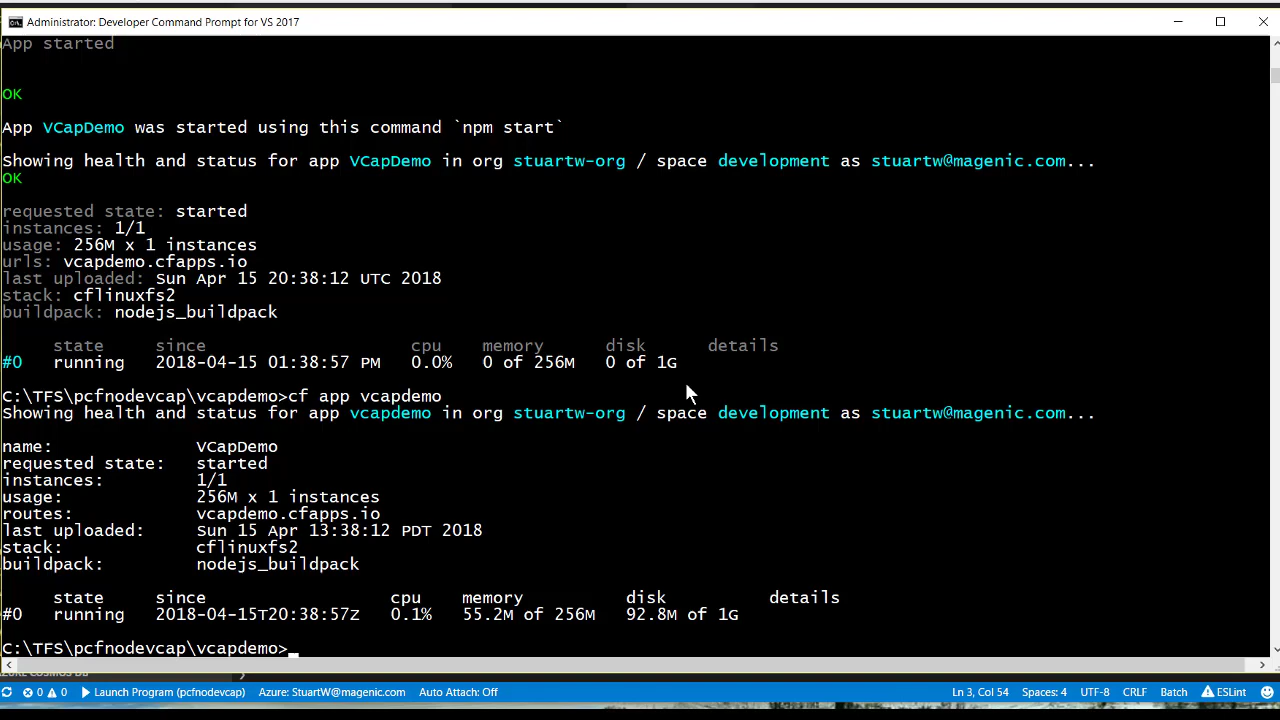 Administrator: Developer Command Prompt for VS 2017
App started
OK
App VCapDemo was started using this command `npm start`
Showing health and status for app VCapDemo in org stuartw-org / space development as stuartw@magenic.com...
OK
requested state: started
instances: 1/1
usage: 256M x 1 instances
urls: vcapdemo.cfapps.io
last uploaded: Sun Apr 15 20:38:12 UTC 2018
stack: cflinuxfs2
buildpack: nodejs_buildpack
state since cpu memory disk details
#0 running 2018-04-15 01:38:57 PM 0.0% 0 of 256M 0 of 1G
C:\TFS\pcfnodevcap\vcapdemo>cf app vcapdemo
Showing health and status for app vcapdemo in org stuartw-org / space development as stuartw@magenic.com...
name: VCapDemo
requested state: started
instances: 1/1
usage: 256M x 1 instances
routes: vcapdemo.cfapps.io
last uploaded: Sun 15 Apr 13:38:12 PDT 2018
stack: cflinuxfs2
buildpack: nodejs_buildpack
state since cpu memory disk details
#0 running 2018-04-15T20:38:57Z 0.1% 55.2M of 256M 92.8M of 1G
C:\TFS\pcfnodevcap\vcapdemo>_
AZURE COSMOS DB
0 0 Launch Program (pcfnodevcap) Azure: StuartW@magenic.com Auto Attach: Off Ln 3, Col 54 Spaces: 4 UTF-8 CRLF Batch ESLint